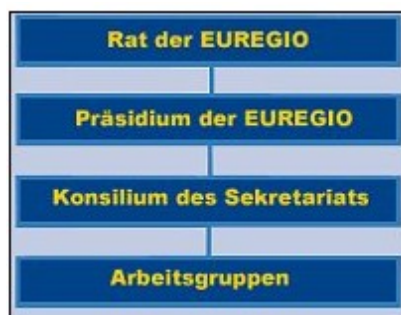 Rat der EUREGIO
Präsidium der EUREGIO
Konsilium des Sekretariats
Arbeitsgruppen